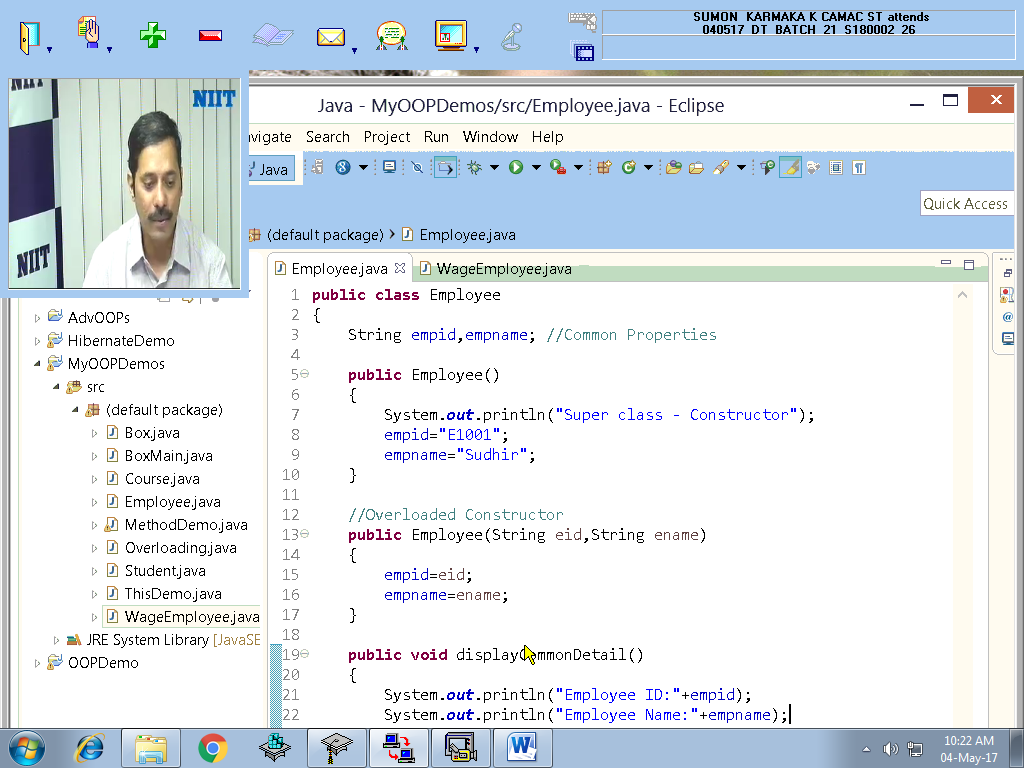 SUMON KARMAKA K CAMAC ST attends
040517_DT_BATCH_21_S180002_26
NIIT
NIIT
Java - MyOOPDemos/src/Employee.java - Eclipse
vigate Search Project Run Window Help
Java
Quick Access
(default package) Employee.java
Employee.java WageEmployee.java
AdvOOPs
HibernateDemo
MyOOPDemos
src
(default package)
Box.java
BoxMain.java
Course.java
Employee.java
MethodDemo.java
Overloading.java
Student.java
ThisDemo.java
WageEmployee.java
JRE System Library [JavaSE
OOPDemo
1 public class Employee
2 {
3 String empid,empname; //Common Properties
4
5 public Employee()
6 {
7 System.out.println("Super class - Constructor");
8 empid="E1001";
9 empname="Sudhir";
10 }
11
12 //Overloaded Constructor
13 public Employee(String eid,String ename)
14 {
15 empid=eid;
16 empname=ename;
17 }
18
19 public void displayCommonDetail()
20 {
21 System.out.println("Employee ID:"+empid);
22 System.out.println("Employee Name:"+empname);
10:22 AM
04-May-17